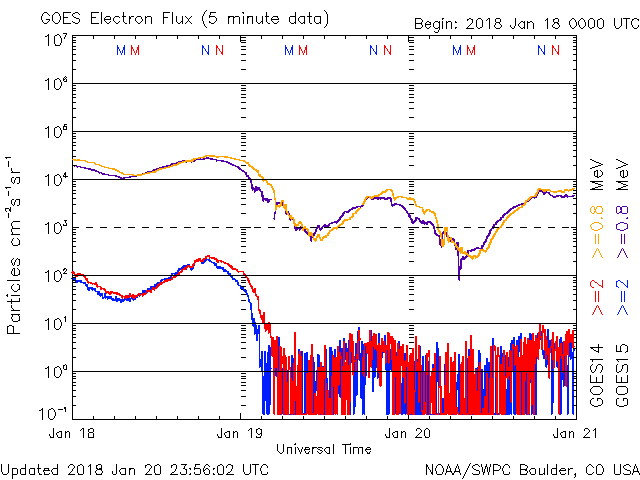 GOES Electron Flux (5 minute data)
Begin: 2018 Jan 18 0000 UTC
10⁷
M M N N M M N N M M N N
10⁶
10⁵
10⁴
10³
10²
10¹
10⁰
10⁻¹
Particles cm⁻²s⁻¹sr⁻¹
Jan 18 Jan 19 Jan 20 Jan 21
Universal Time
GOES14 >=2 >=0.8 MeV
GOES15 >=2 >=0.8 MeV
Updated 2018 Jan 20 23:56:02 UTC
NOAA/SWPC Boulder, CO USA